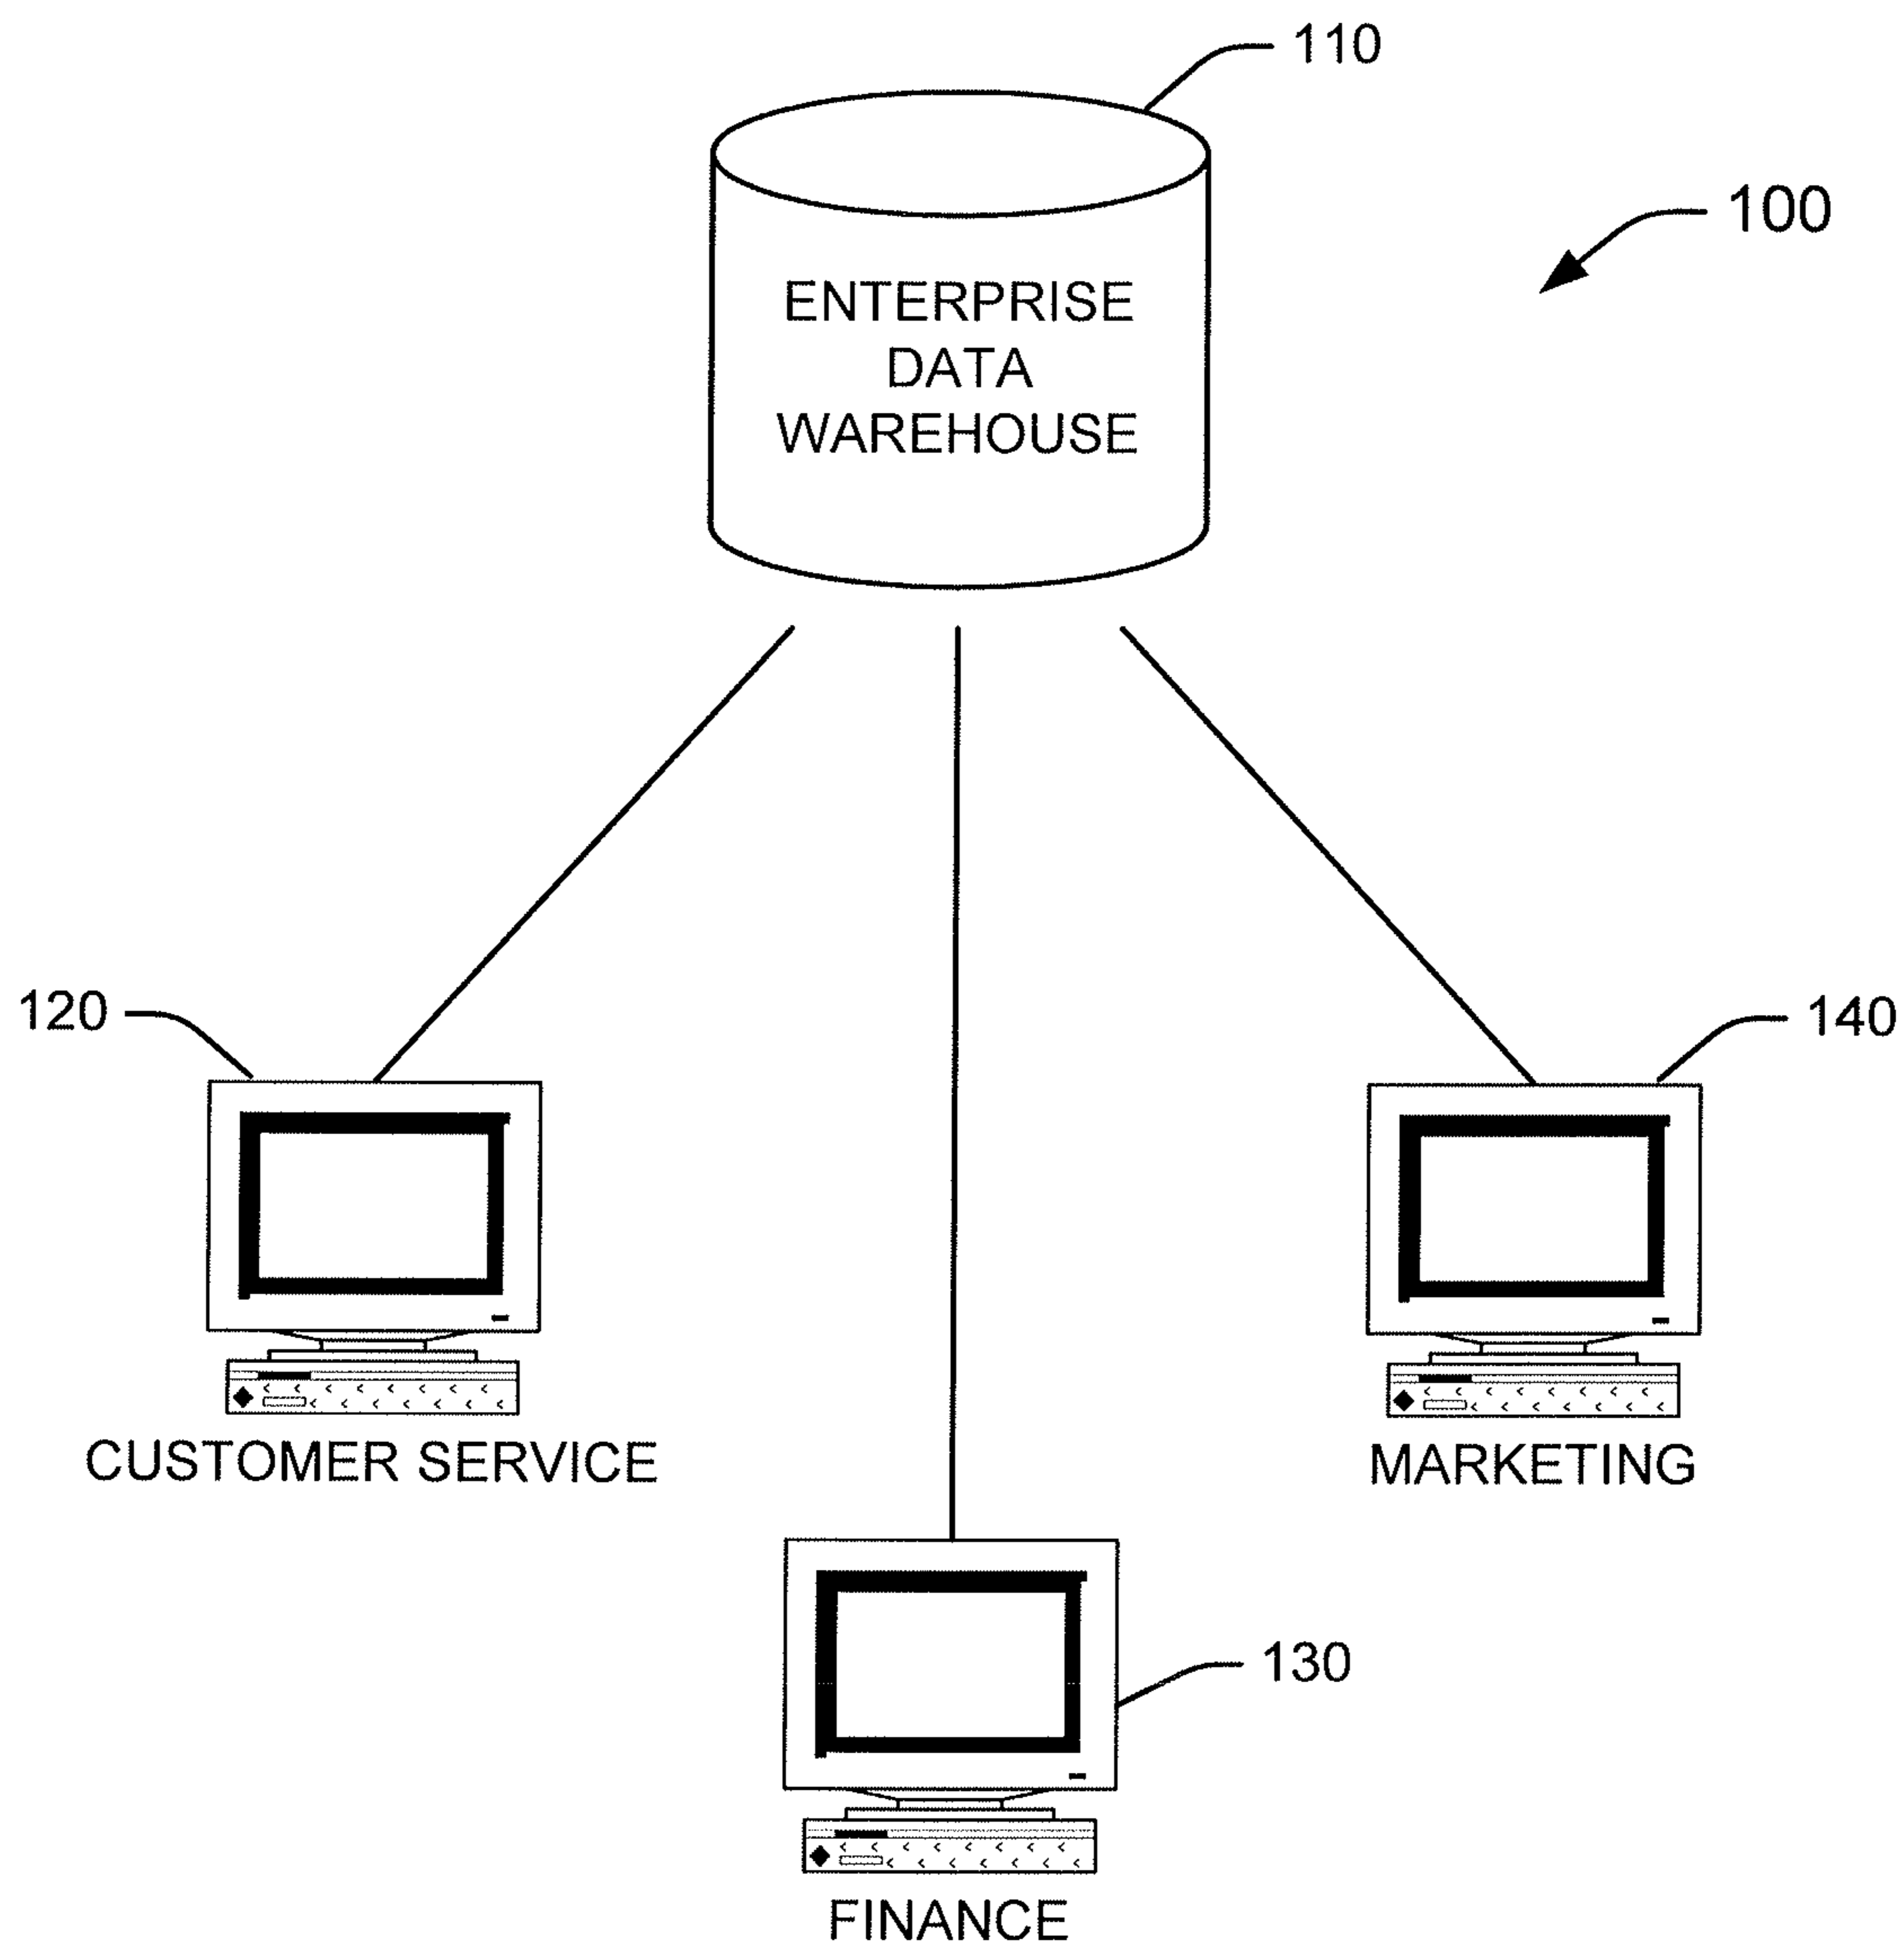 110
100
ENTERPRISE
DATA
WAREHOUSE
120
140
CUSTOMER SERVICE
MARKETING
130
FINANCE